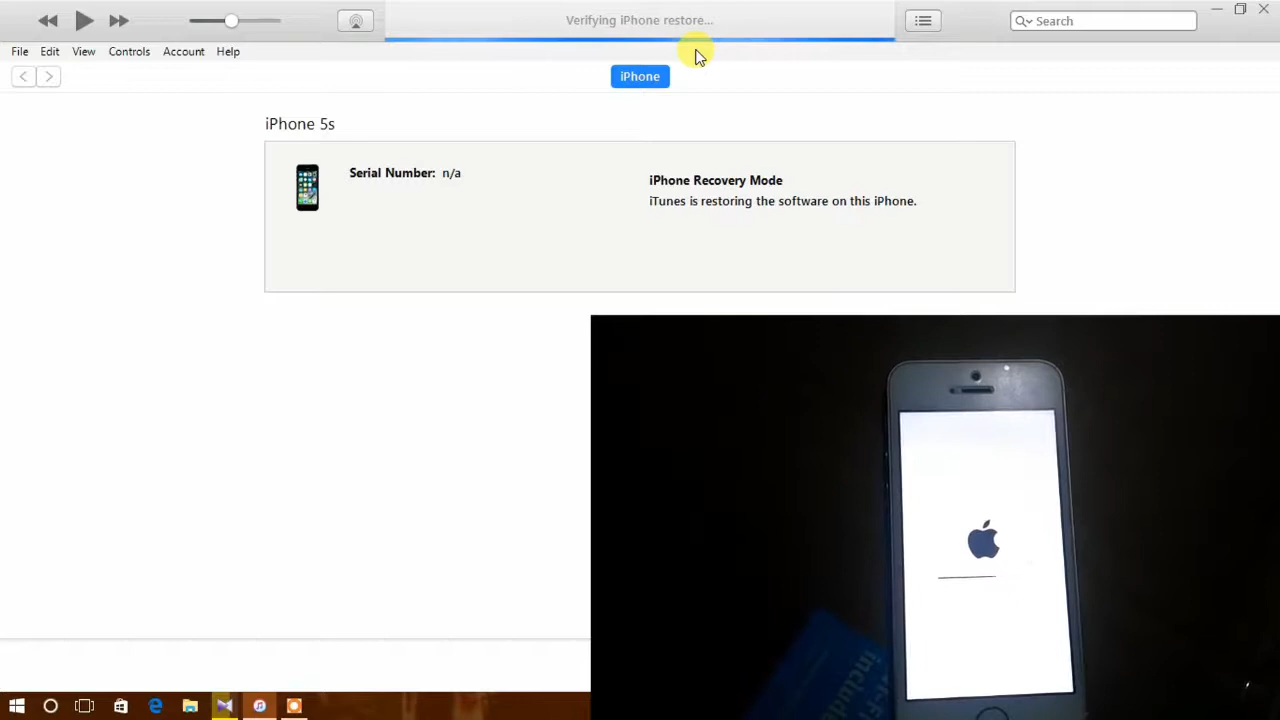 Verifying iPhone restore...
Search
File Edit View Controls Account Help
iPhone
iPhone 5s
Serial Number: n/a
iPhone Recovery Mode
iTunes is restoring the software on this iPhone.